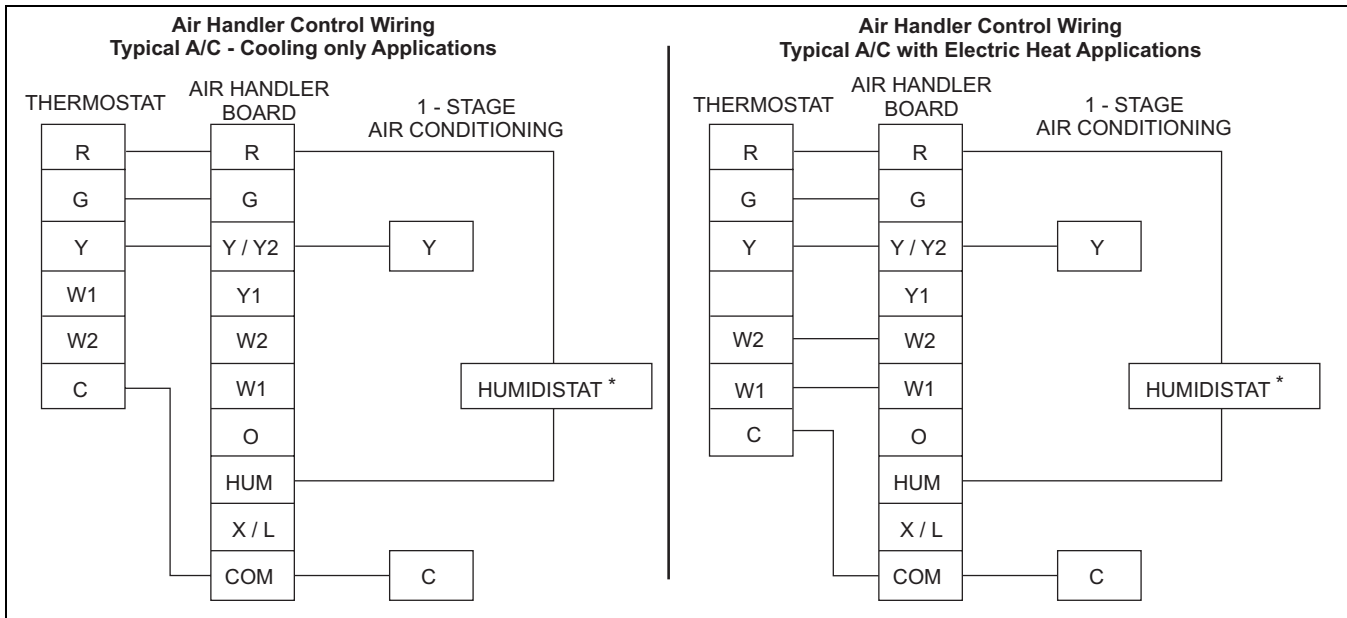 Air Handler Control Wiring
Typical A/C - Cooling only Applications
THERMOSTAT
AIR HANDLER
BOARD
1 - STAGE
AIR CONDITIONING
R
G
Y
W1
W2
C
R
G
Y / Y2
Y1
W2
W1
O
HUM
X / L
COM
Y
HUMIDISTAT *
C
Air Handler Control Wiring
Typical A/C with Electric Heat Applications
THERMOSTAT
AIR HANDLER
BOARD
1 - STAGE
AIR CONDITIONING
R
G
Y
W2
W1
C
R
G
Y / Y2
Y1
W2
W1
O
HUM
X / L
COM
Y
HUMIDISTAT *
C